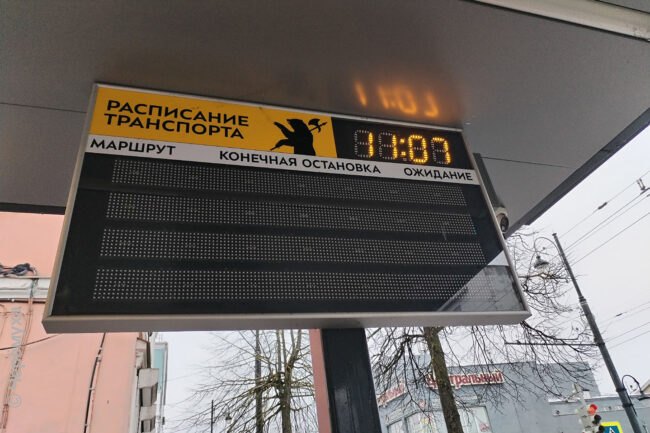 РАСПИСАНИЕ
ТРАНСПОРТА
11:07
МАРШРУТ
КОНЕЧНАЯ ОСТАНОВКА
ОЖИДАНИЕ